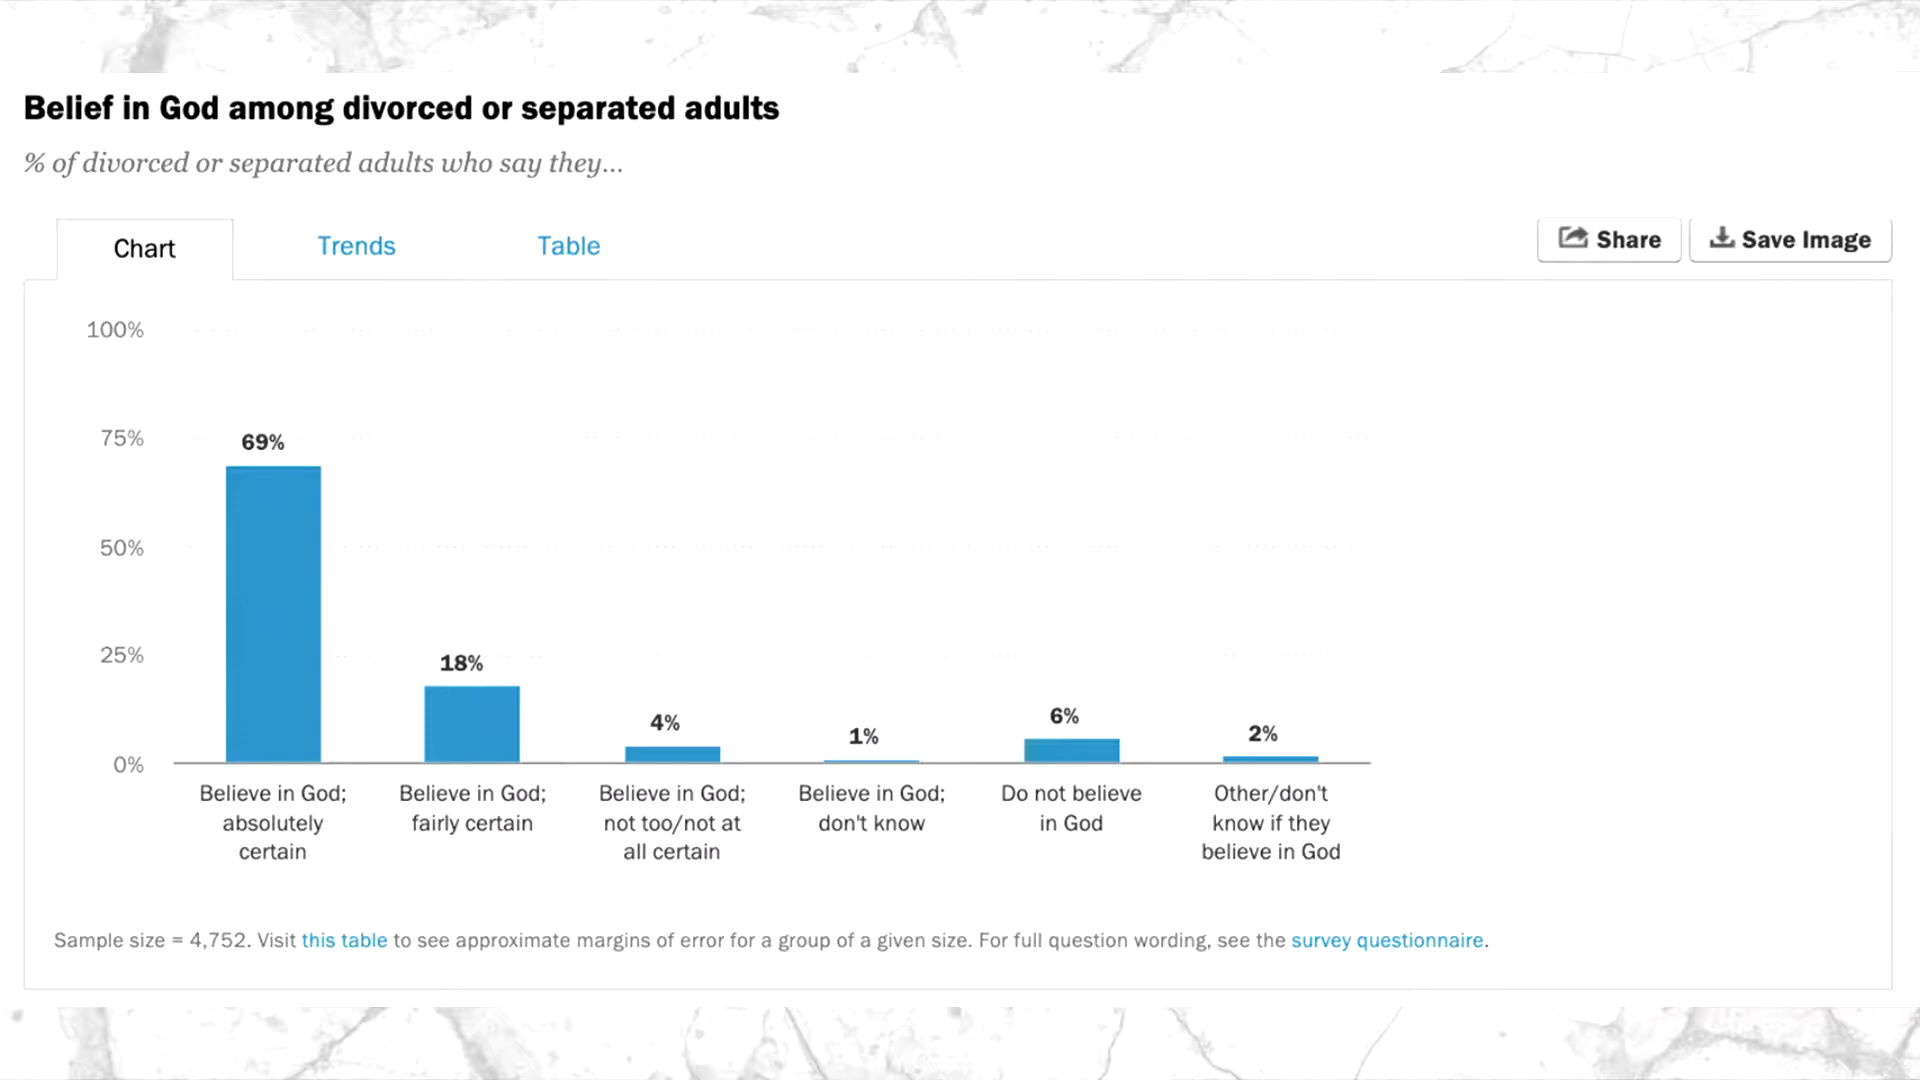 Belief in God among divorced or separated adults
% of divorced or separated adults who say they...
Chart Trends Table Share Save Image
100%
75%
50%
25%
0%
69%
18%
4%
1%
6%
2%
Believe in God;
absolutely
certain
Believe in God;
fairly certain
Believe in God;
not too/not at
all certain
Believe in God;
don't know
Do not believe
in God
Other/don't
know if they
believe in God
Sample size = 4,752. Visit this table to see approximate margins of error for a group of a given size. For full question wording, see the survey questionnaire.